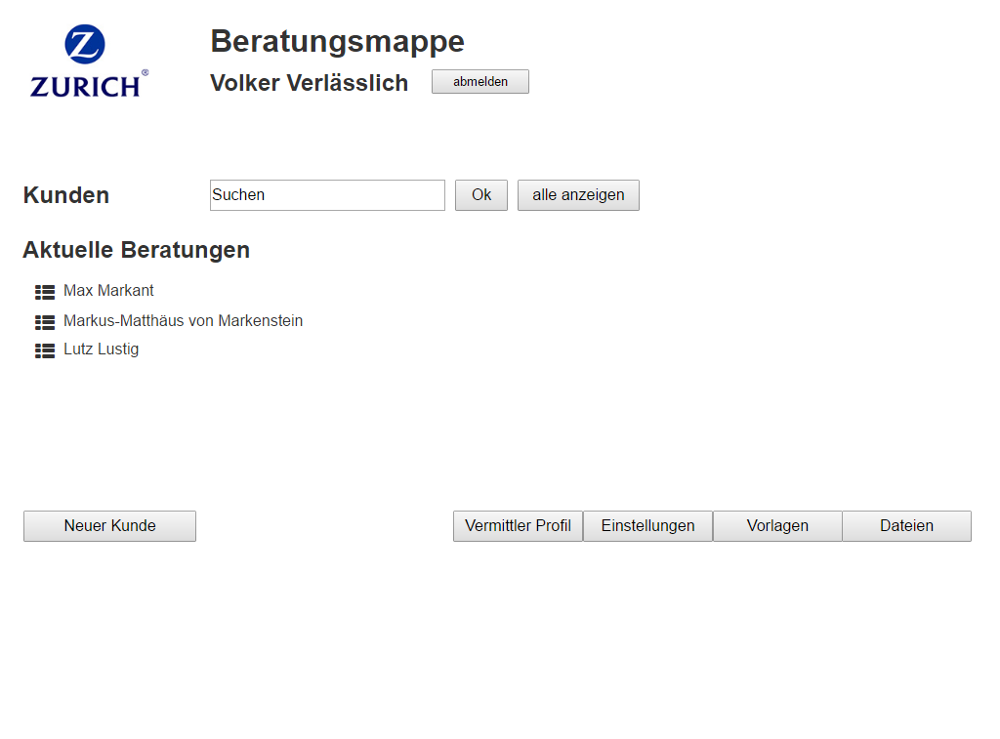 Z
ZURICH®
Beratungsmappe
Volker Verlässlich abmelden
Kunden Suchen Ok alle anzeigen
Aktuelle Beratungen
Max Markant
Markus-Matthäus von Markenstein
Lutz Lustig
Neuer Kunde Vermittler Profil Einstellungen Vorlagen Dateien